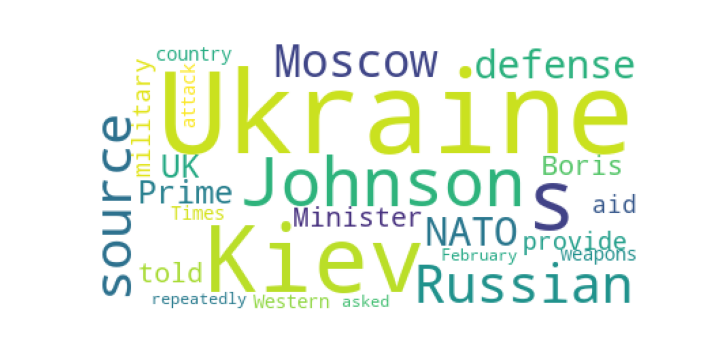 country
Moscow
defense
military
attack
Ukraine
source
UK
Johnson
s
Boris
Prime
Times
Minister
aid
NATO
provide
told
Kiev
February
weapons
Russian
repeatedly
Western
asked